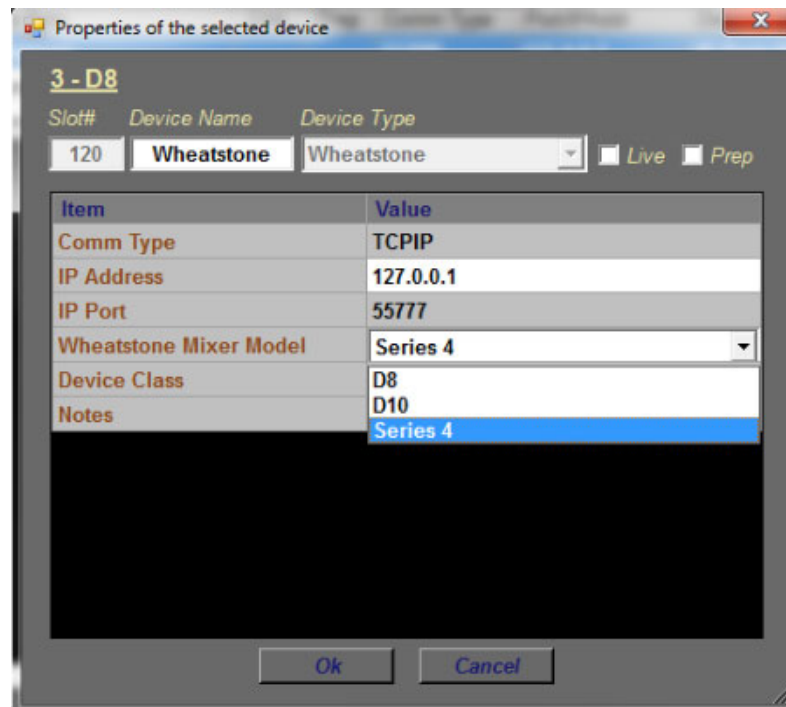 Properties of the selected device
3 - D8
Slot# Device Name Device Type
120 Wheatstone Wheatstone Live Prep
Item Value
Comm Type TCPIP
IP Address 127.0.0.1
IP Port 55777
Wheatstone Mixer Model Series 4
Device Class D8
D10
Notes
Series 4
Ok Cancel